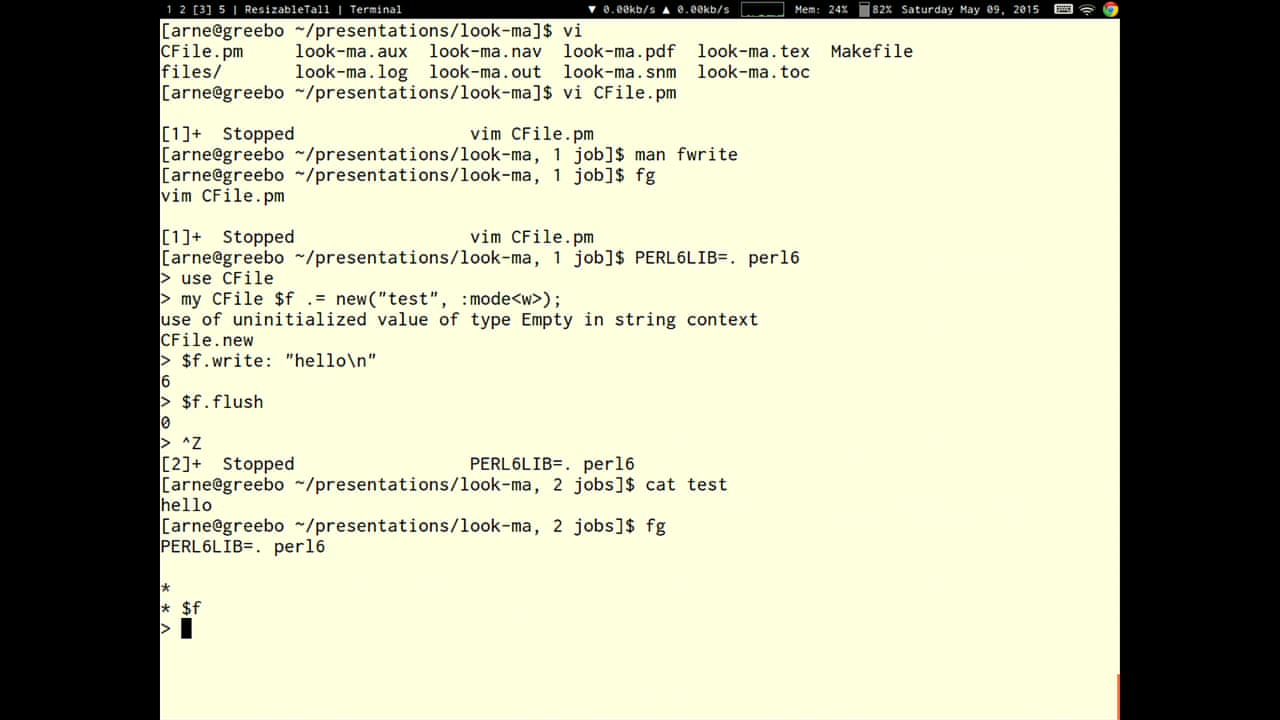 1 2 [3] 5 | ResizableTall | Terminal ▼ 0.00kb/s ▲ 0.00kb/s Mem: 24% 82% Saturday May 09, 2015
[arne@greebo ~/presentations/look-ma]$ vi
CFile.pm look-ma.aux look-ma.nav look-ma.pdf look-ma.tex Makefile
files/ look-ma.log look-ma.out look-ma.snm look-ma.toc
[arne@greebo ~/presentations/look-ma]$ vi CFile.pm
[1]+ Stopped vim CFile.pm
[arne@greebo ~/presentations/look-ma, 1 job]$ man fwrite
[arne@greebo ~/presentations/look-ma, 1 job]$ fg
vim CFile.pm
[1]+ Stopped vim CFile.pm
[arne@greebo ~/presentations/look-ma, 1 job]$ PERL6LIB=. perl6
> use CFile
> my CFile $f .= new("test", :mode<w>);
use of uninitialized value of type Empty in string context
CFile.new
> $f.write: "hello\n"
6
> $f.flush
0
> ^Z
[2]+ Stopped PERL6LIB=. perl6
[arne@greebo ~/presentations/look-ma, 2 jobs]$ cat test
hello
[arne@greebo ~/presentations/look-ma, 2 jobs]$ fg
PERL6LIB=. perl6
*
* $f
>